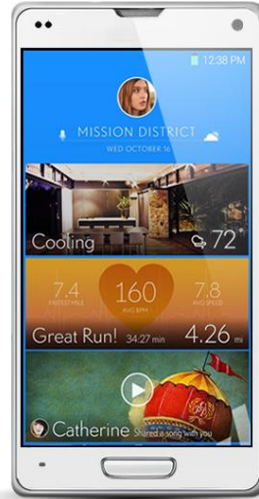 12:38 PM
MISSION DISTRICT
WED OCTOBER 16
Cooling 72°
7.4 160 7.8
FASTEST MILE AVG BPM AVG SPEED
Great Run! 34:27 min 4.26 mi
Catherine Shared a song with you